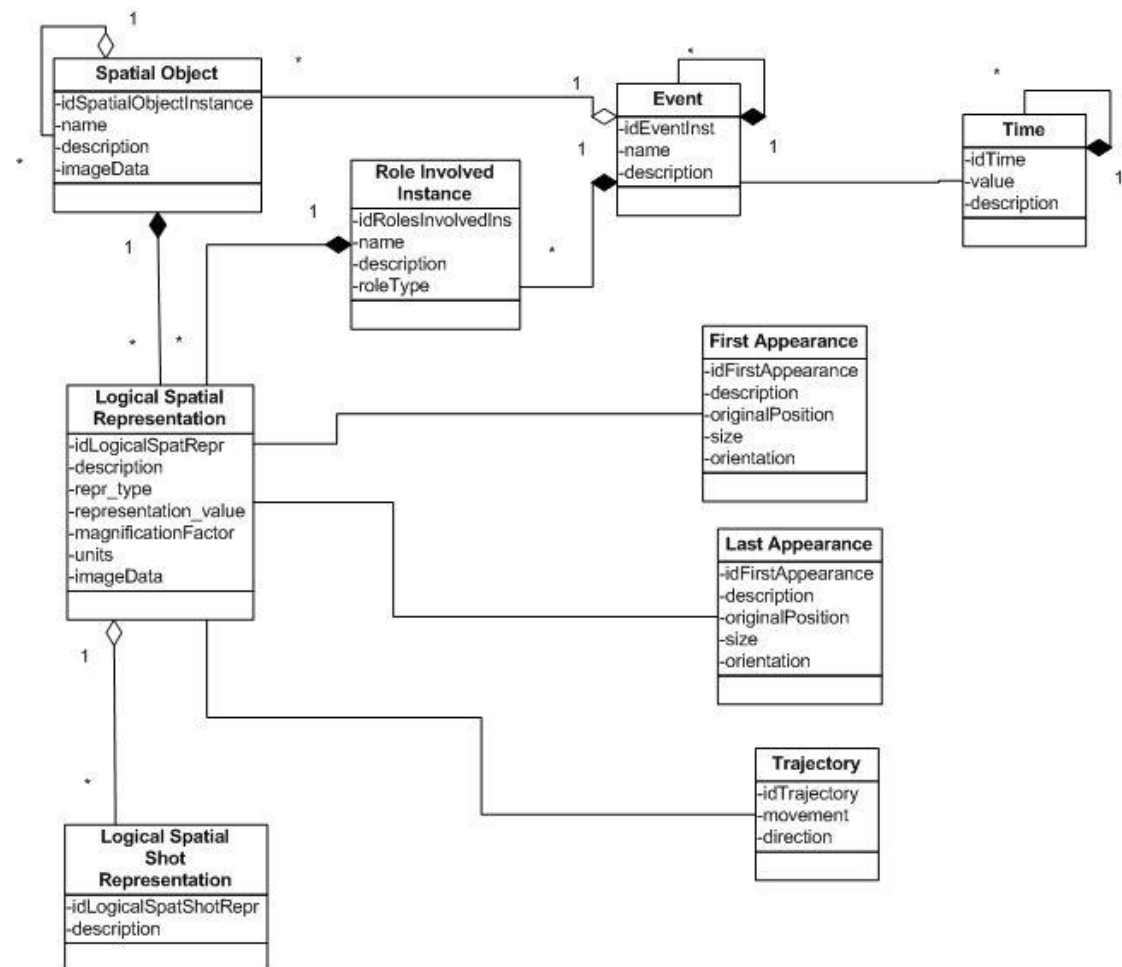 1
Spatial Object
-idSpatialObjectInstance
-name
-description
-imageData
*
1
*
1
Event
-idEventInst
-name
-description
*
1
1
*
Time
-idTime
-value
-description
*
1
Role Involved
Instance
-idRolesInvolvedIns
-name
-description
-roleType
1
*
*
Logical Spatial
Representation
-idLogicalSpatRepr
-description
-repr_type
-representation_value
-magnificationFactor
-units
-imageData
1
*
First Appearance
-idFirstAppearance
-description
-originalPosition
-size
-orientation
Last Appearance
-idFirstAppearance
-description
-originalPosition
-size
-orientation
Trajectory
-idTrajectory
-movement
-direction
Logical Spatial
Shot
Representation
-idLogicalSpatShotRepr
-description